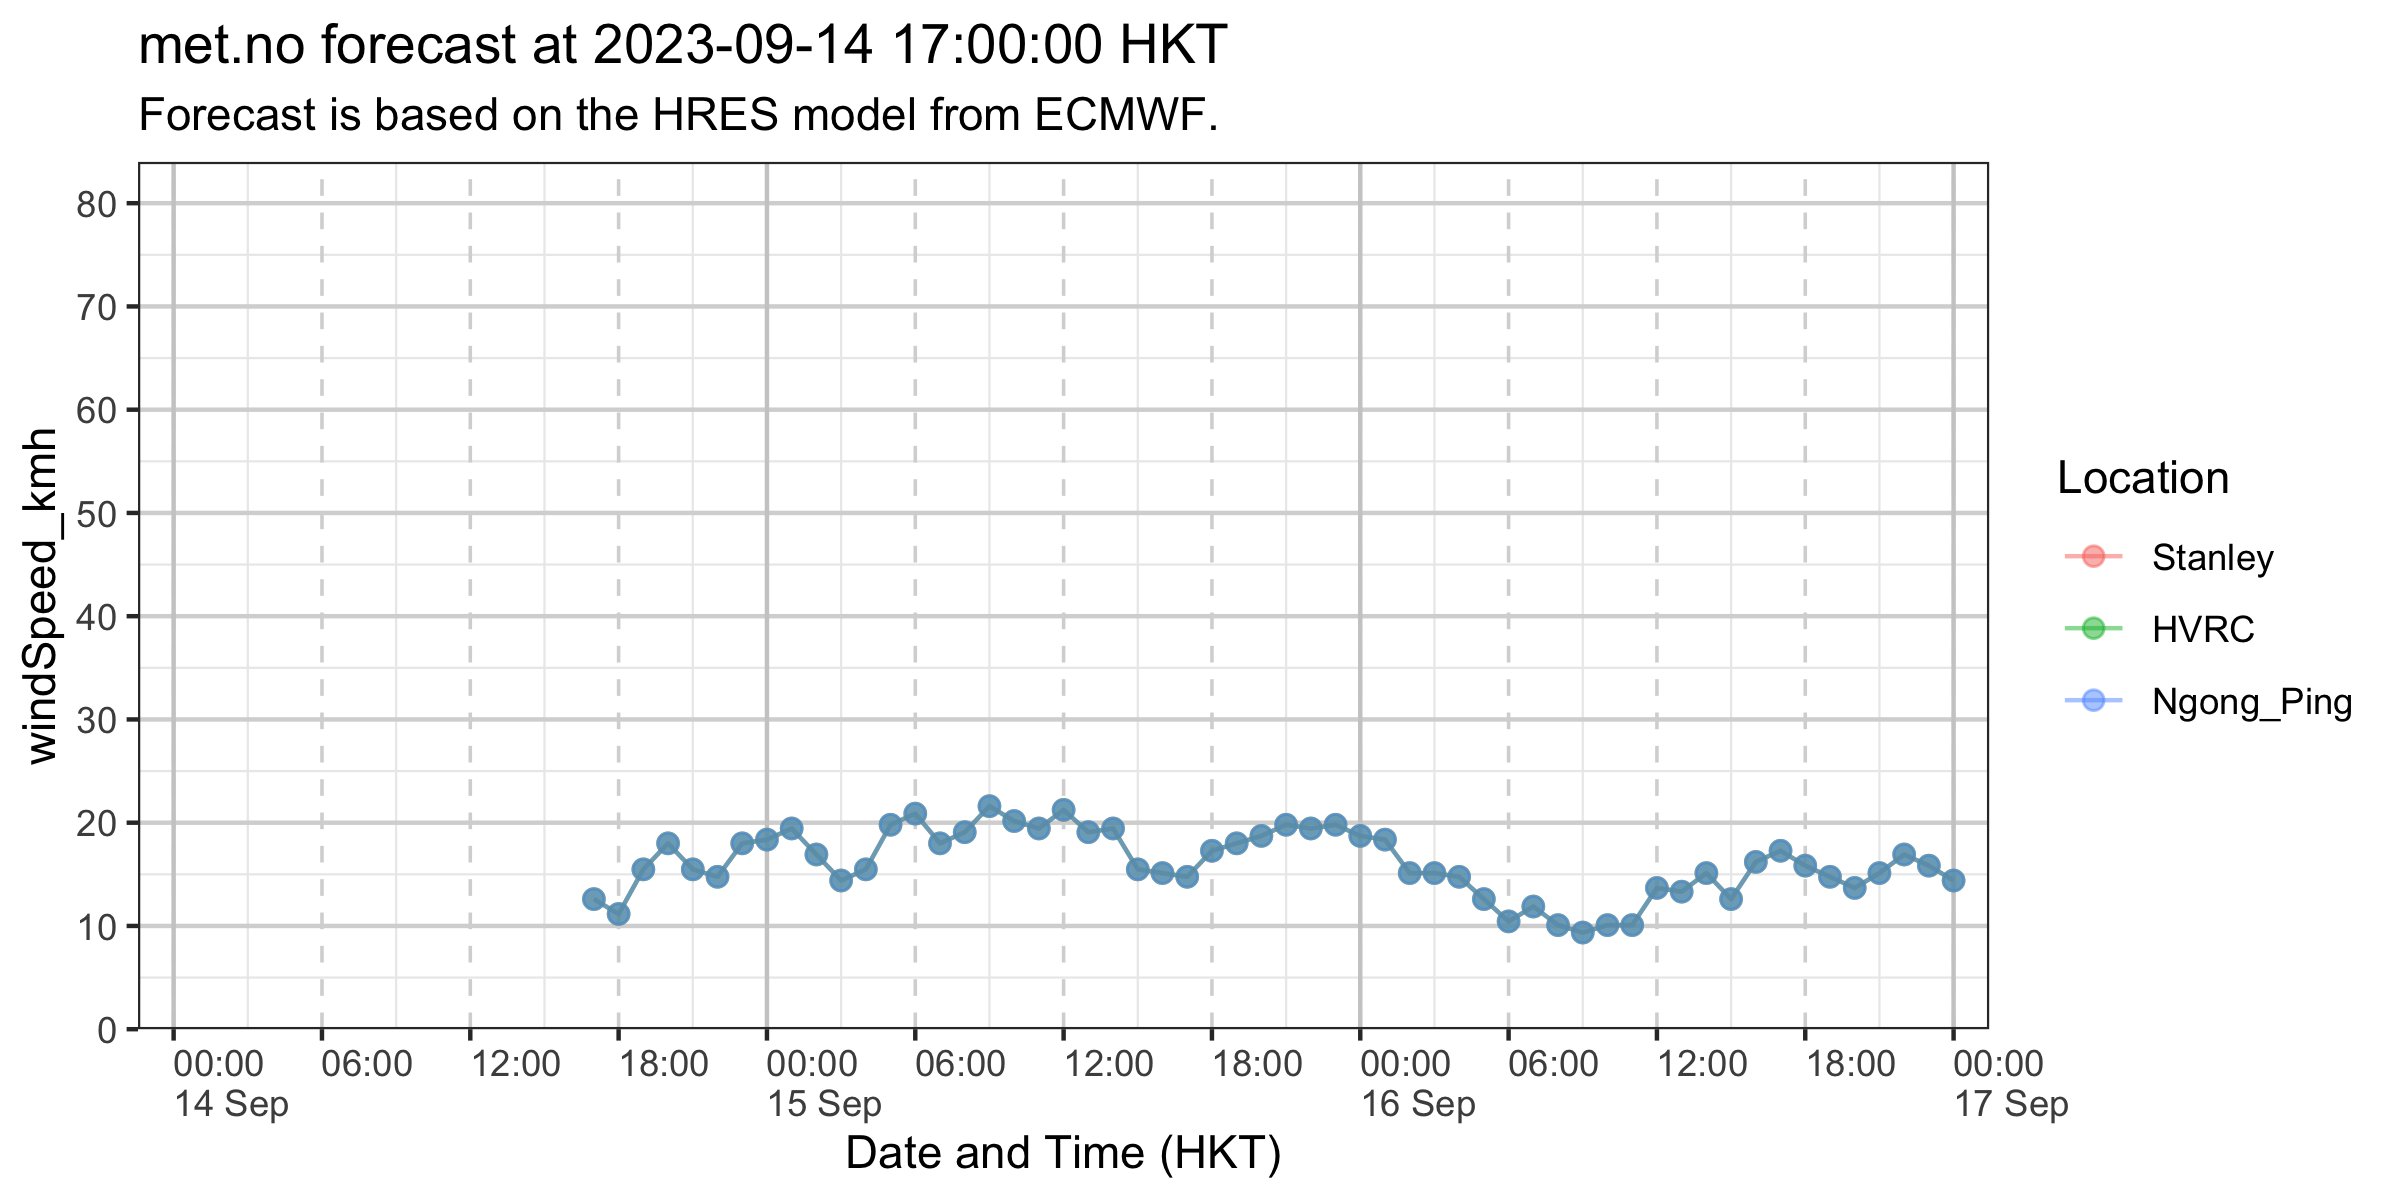 met.no forecast at 2023-09-14 17:00:00 HKT
Forecast is based on the HRES model from ECMWF.
windSpeed_kmh
80
70
60
50
40
30
20
10
0
00:00 06:00 12:00 18:00 00:00 06:00 12:00 18:00 00:00 06:00 12:00 18:00 00:00
14 Sep 15 Sep 16 Sep 17 Sep
Date and Time (HKT)
Location
Stanley
HVRC
Ngong_Ping